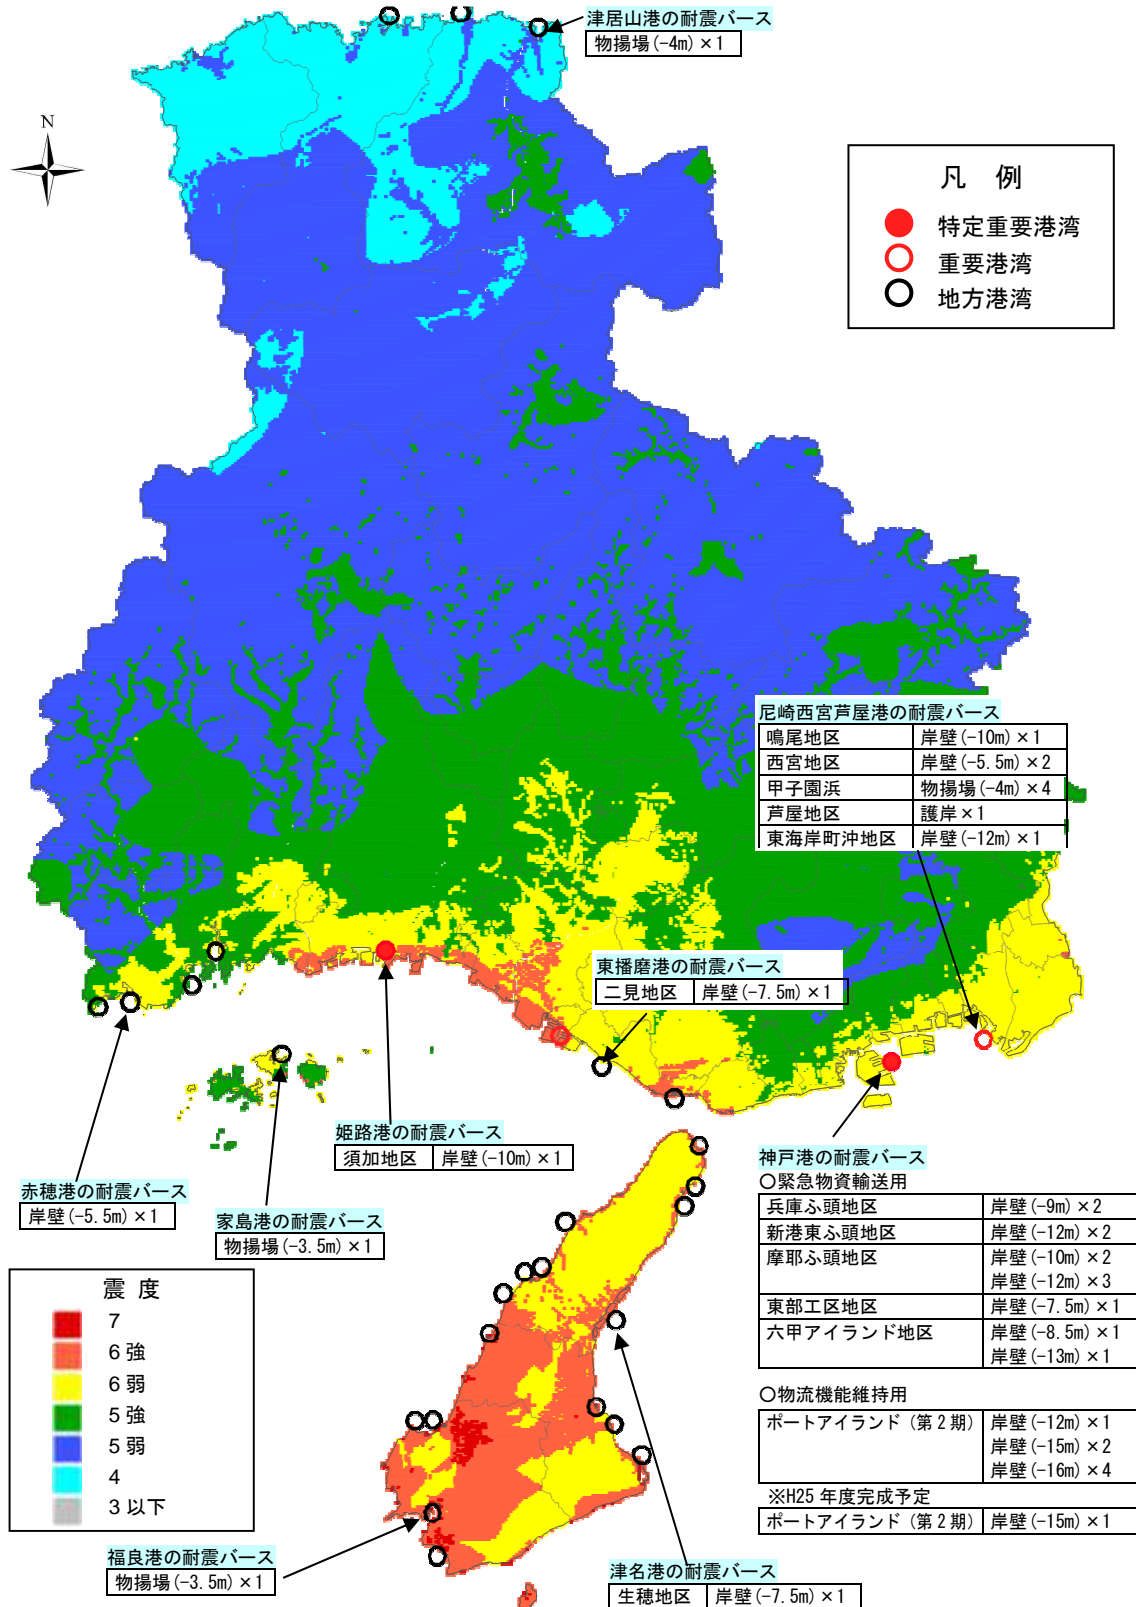 津居山港の耐震バース
物揚場(-4m)×1
N
凡 例
特定重要港湾
重要港湾
地方港湾
尼崎西宮芦屋港の耐震バース
鳴尾地区 岸壁(-10m)×1
西宮地区 岸壁(-5.5m)×2
甲子園浜 物揚場(-4m)×4
芦屋地区 護岸×1
東海岸町沖地区 岸壁(-12m)×1
東播磨港の耐震バース
二見地区 岸壁(-7.5m)×1
姫路港の耐震バース
須加地区 岸壁(-10m)×1
赤穂港の耐震バース
岸壁(-5.5m)×1
家島港の耐震バース
物揚場(-3.5m)×1
神戸港の耐震バース
○緊急物資輸送用
兵庫ふ頭地区 岸壁(-9m)×2
新港東ふ頭地区 岸壁(-12m)×2
摩耶ふ頭地区 岸壁(-10m)×2
岸壁(-12m)×3
東部工区地区 岸壁(-7.5m)×1
六甲アイランド地区 岸壁(-8.5m)×1
岸壁(-13m)×1
○物流機能維持用
ポートアイランド(第2期) 岸壁(-12m)×1
岸壁(-15m)×2
岸壁(-16m)×4
※H25年度完成予定
ポートアイランド(第2期) 岸壁(-15m)×1
震 度
7
6強
6弱
5強
5弱
4
3以下
福良港の耐震バース
物揚場(-3.5m)×1
津名港の耐震バース
生穂地区 岸壁(-7.5m)×1